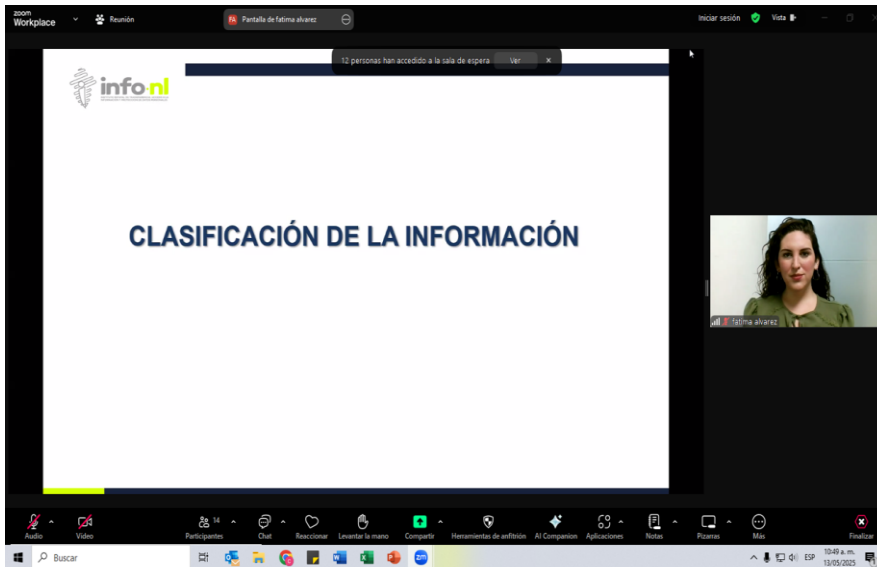 zoom
Workplace
Reunión
FA Pantalla de fatima alvarez
Iniciar sesión
Vista
12 personas han accedido a la sala de espera Ver
info nl
CLASIFICACIÓN DE LA INFORMACIÓN
fatima alvarez
14
Audio
Video
Participantes
Chat
Reaccionar
Levantar la mano
Compartir
Herramientas de anfitrión
AI Companion
Aplicaciones
Notas
Pizarras
Más
Finalizar
Buscar
zm
ESP
10:49 a. m.
13/05/2025